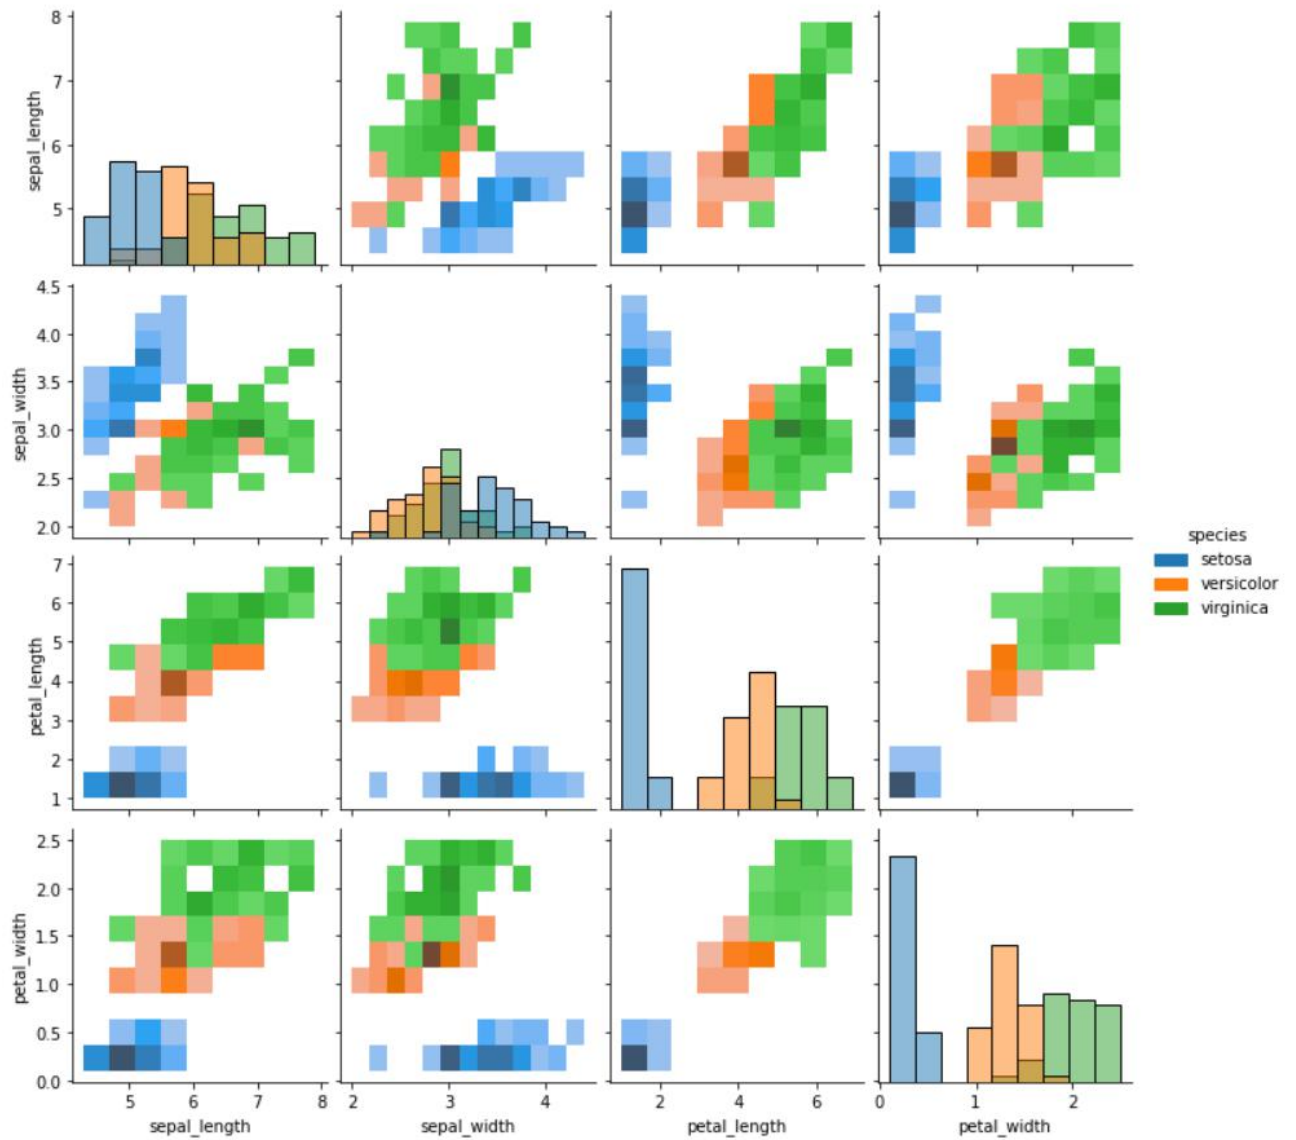 8
7
6
5
sepal_length
4.5
4.0
3.5
3.0
2.5
2.0
sepal_width
species
setosa
versicolor
virginica
7
6
5
4
3
2
1
petal_length
2.5
2.0
1.5
1.0
0.5
0.0
petal_width
5 6 7 8 2 3 4 2 4 6 0 1 2
sepal_length sepal_width petal_length petal_width